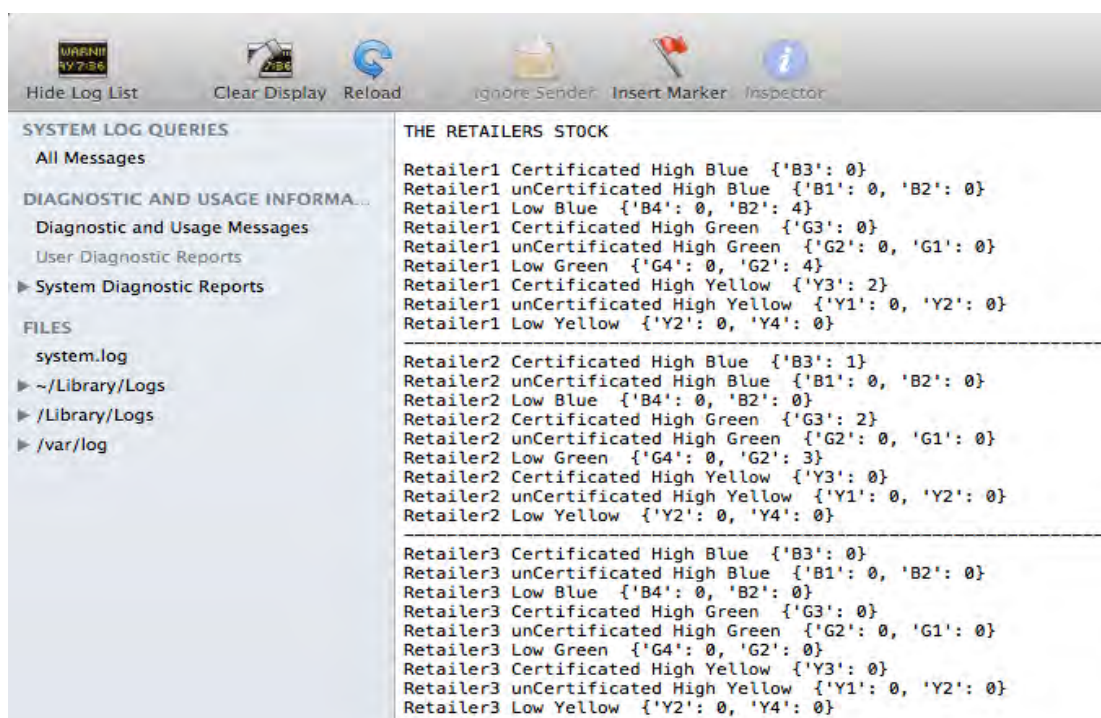 WARNIN
AY 7:36
7:36
Hide Log List
Clear Display
Reload
Ignore Sender
Insert Marker
Inspector
SYSTEM LOG QUERIES
All Messages
DIAGNOSTIC AND USAGE INFORMA...
Diagnostic and Usage Messages
User Diagnostic Reports
System Diagnostic Reports
FILES
system.log
~/Library/Logs
/Library/Logs
/var/log
THE RETAILERS STOCK
Retailer1 Certificated High Blue {'B3': 0}
Retailer1 unCertificated High Blue {'B1': 0, 'B2': 0}
Retailer1 Low Blue {'B4': 0, 'B2': 4}
Retailer1 Certificated High Green {'G3': 0}
Retailer1 unCertificated High Green {'G2': 0, 'G1': 0}
Retailer1 Low Green {'G4': 0, 'G2': 4}
Retailer1 Certificated High Yellow {'Y3': 2}
Retailer1 unCertificated High Yellow {'Y1': 0, 'Y2': 0}
Retailer1 Low Yellow {'Y2': 0, 'Y4': 0}
Retailer2 Certificated High Blue {'B3': 1}
Retailer2 unCertificated High Blue {'B1': 0, 'B2': 0}
Retailer2 Low Blue {'B4': 0, 'B2': 0}
Retailer2 Certificated High Green {'G3': 2}
Retailer2 unCertificated High Green {'G2': 0, 'G1': 0}
Retailer2 Low Green {'G4': 0, 'G2': 3}
Retailer2 Certificated High Yellow {'Y3': 0}
Retailer2 unCertificated High Yellow {'Y1': 0, 'Y2': 0}
Retailer2 Low Yellow {'Y2': 0, 'Y4': 0}
Retailer3 Certificated High Blue {'B3': 0}
Retailer3 unCertificated High Blue {'B1': 0, 'B2': 0}
Retailer3 Low Blue {'B4': 0, 'B2': 0}
Retailer3 Certificated High Green {'G3': 0}
Retailer3 unCertificated High Green {'G2': 0, 'G1': 0}
Retailer3 Low Green {'G4': 0, 'G2': 0}
Retailer3 Certificated High Yellow {'Y3': 0}
Retailer3 unCertificated High Yellow {'Y1': 0, 'Y2': 0}
Retailer3 Low Yellow {'Y2': 0, 'Y4': 0}